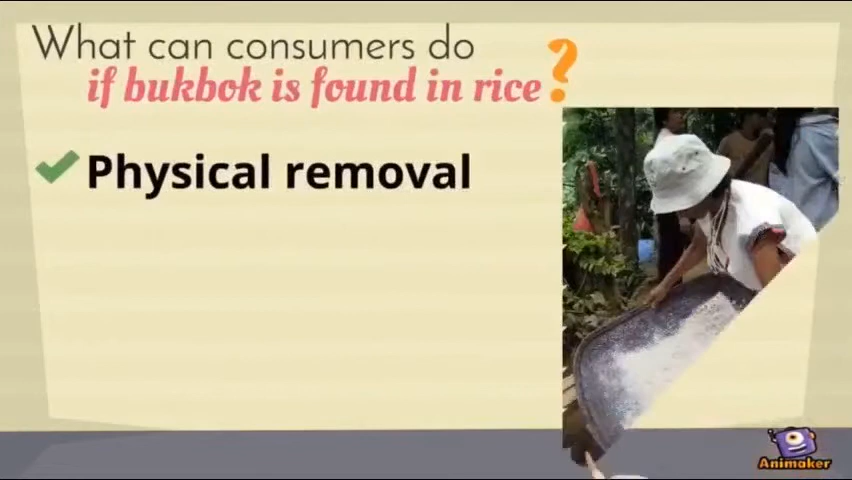 What can consumers do
if bukbok is found in rice?
Physical removal
Animaker